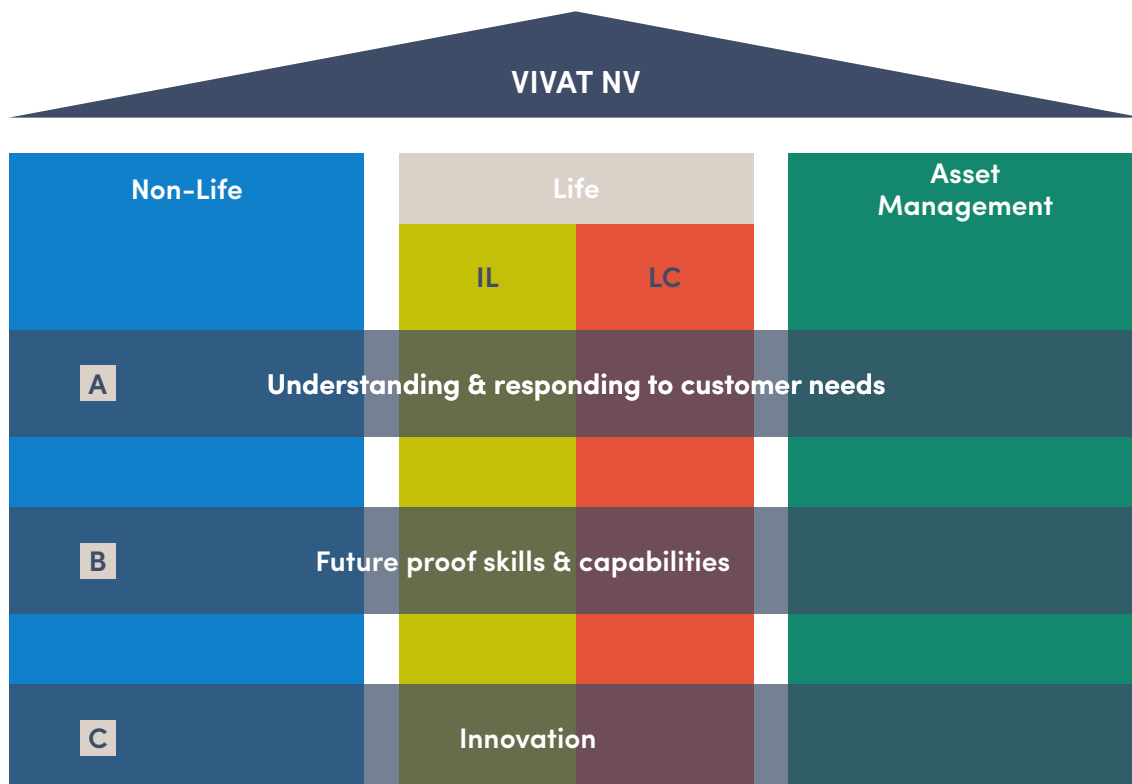 VIVAT NV
Non-Life
Life
Asset
Management
IL
LC
A
Understanding & responding to customer needs
B
Future proof skills & capabilities
C
Innovation